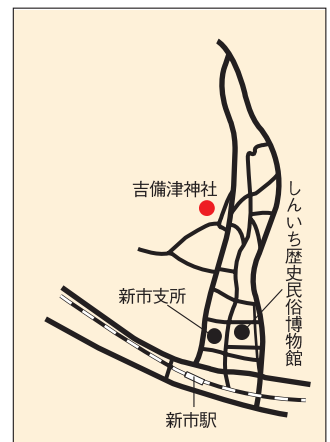 吉備津神社
しんいち歴史民俗博物館
新市支所
新市駅